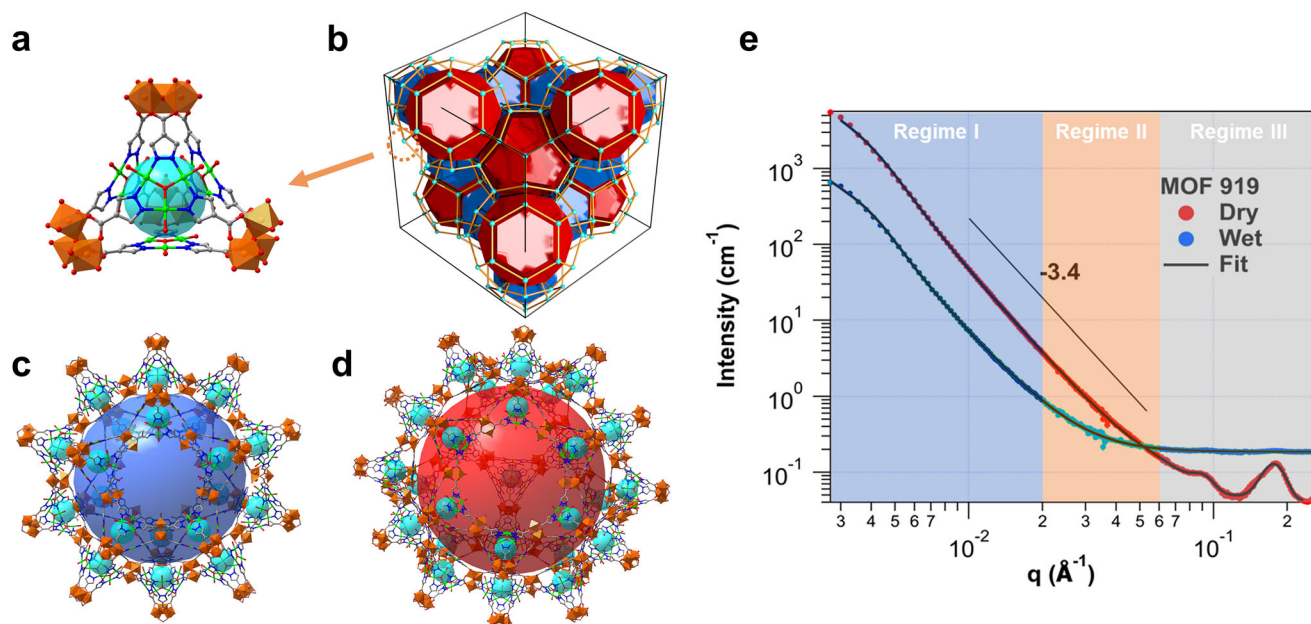 a
b
c
d
e
Regime I Regime II Regime III
MOF 919
Dry
Wet
Fit
-3.4
Intensity (cm⁻¹)
10³
10²
10¹
10⁰
10⁻¹
3 4 5 6 7 2 3 4 5 6 7 2
10⁻² 10⁻¹
q (Å⁻¹)